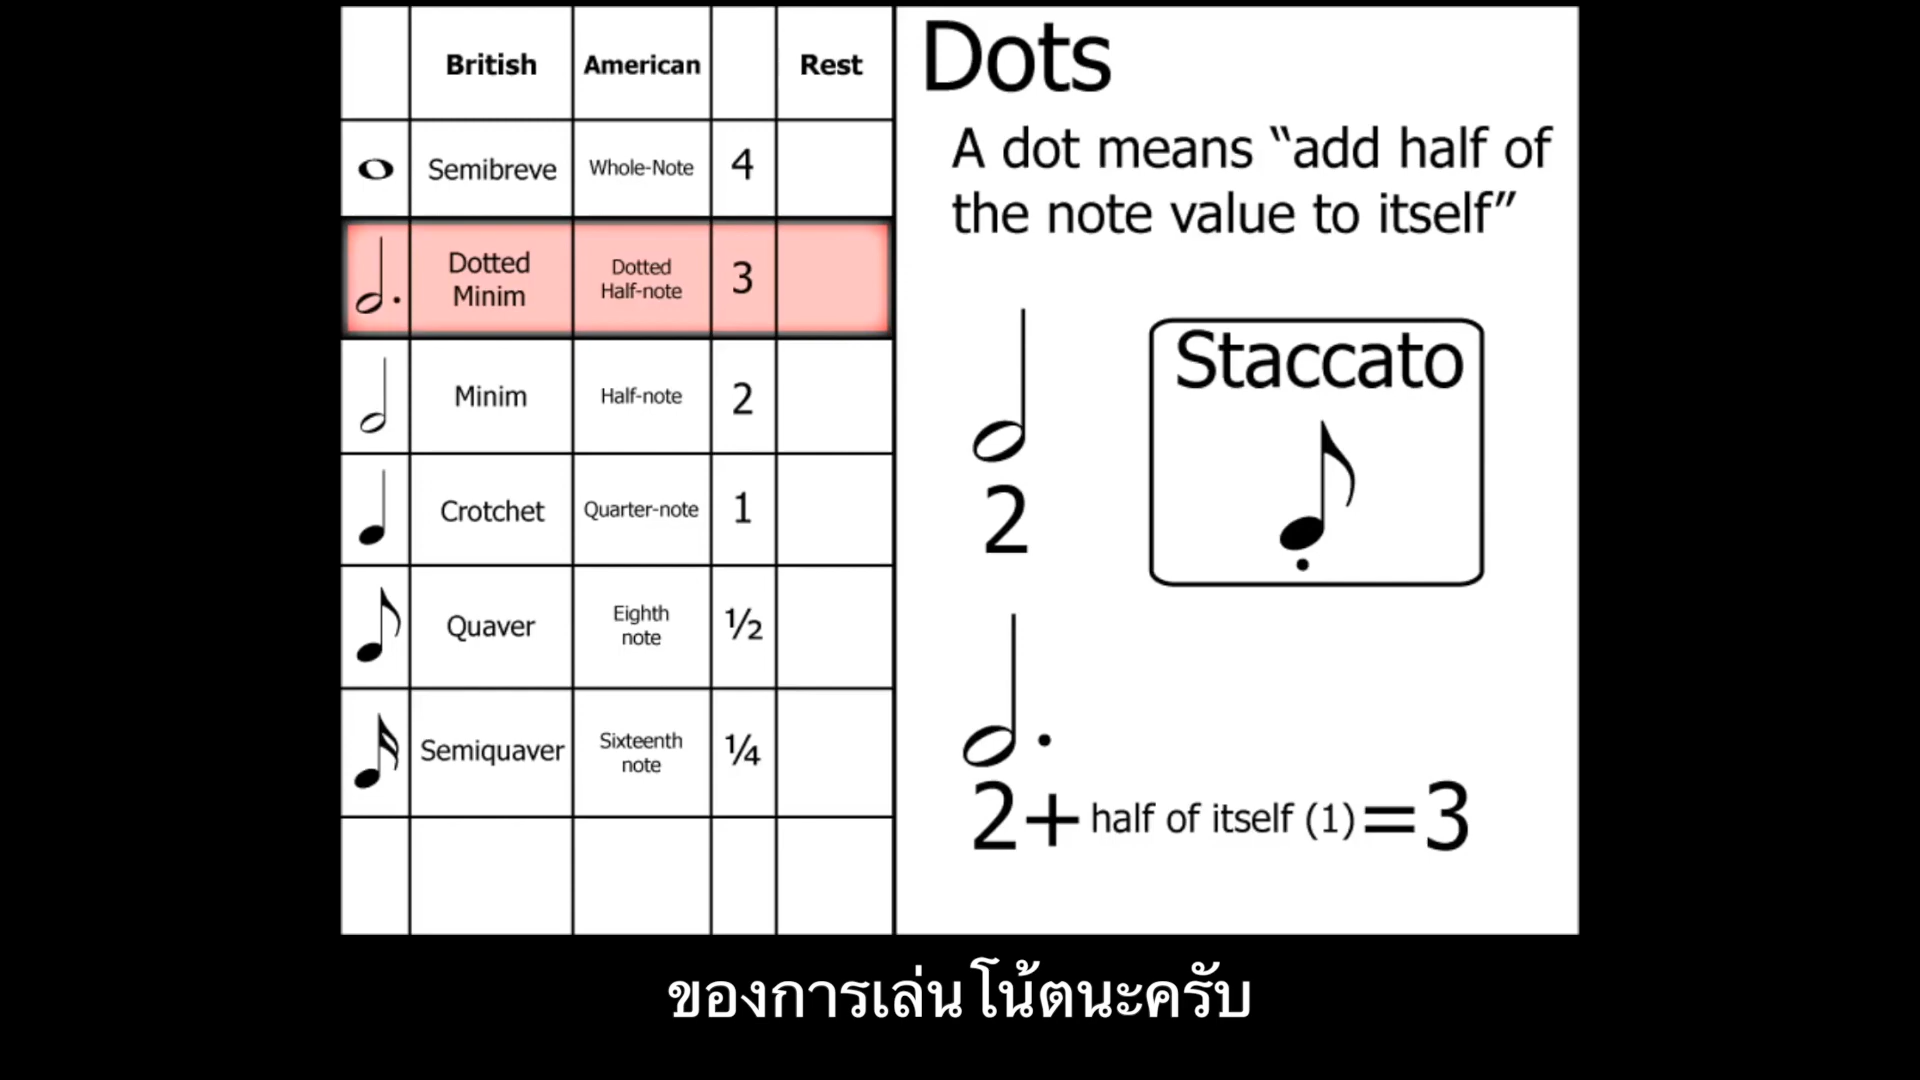 British American Rest
Semibreve Whole-Note 4
Dotted Minim Dotted Half-note 3
Minim Half-note 2
Crotchet Quarter-note 1
Quaver Eighth note ½
Semiquaver Sixteenth note ¼
Dots
A dot means “add half of
the note value to itself”
Staccato
2
2+ half of itself (1) =3
ของการเล่นโน้ตนะครับ